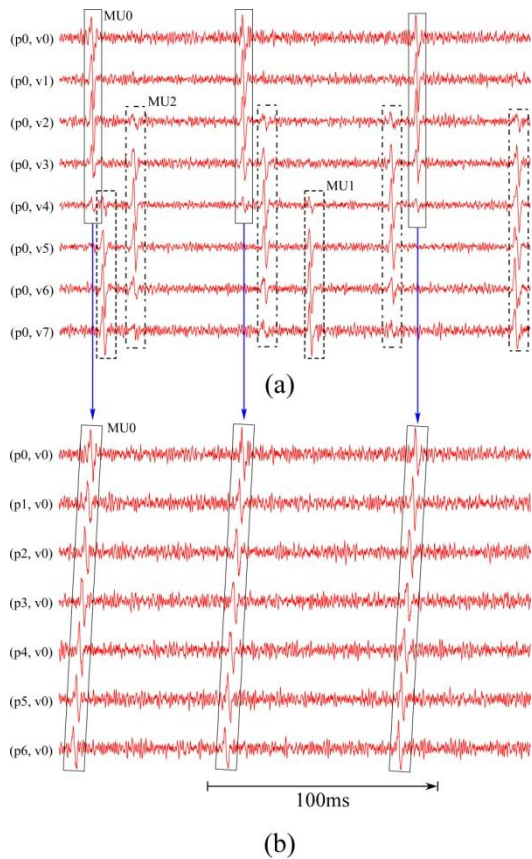 MU0
(p0, v0)
(p0, v1)
MU2
(p0, v2)
(p0, v3)
MU1
(p0, v4)
(p0, v5)
(p0, v6)
(p0, v7)
(a)
MU0
(p0, v0)
(p1, v0)
(p2, v0)
(p3, v0)
(p4, v0)
(p5, v0)
(p6, v0)
100ms
(b)